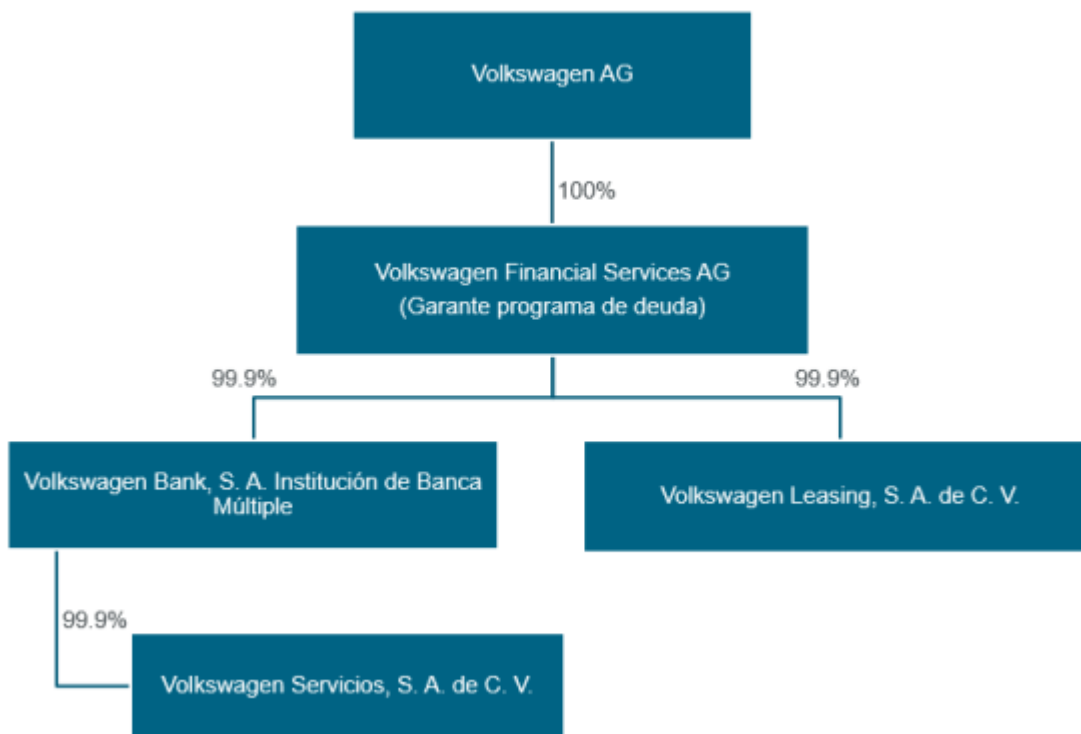 Volkswagen AG
100%
Volkswagen Financial Services AG
(Garante programa de deuda)
99.9%
99.9%
Volkswagen Bank, S. A. Institución de Banca
Múltiple
Volkswagen Leasing, S. A. de C. V.
99.9%
Volkswagen Servicios, S. A. de C. V.